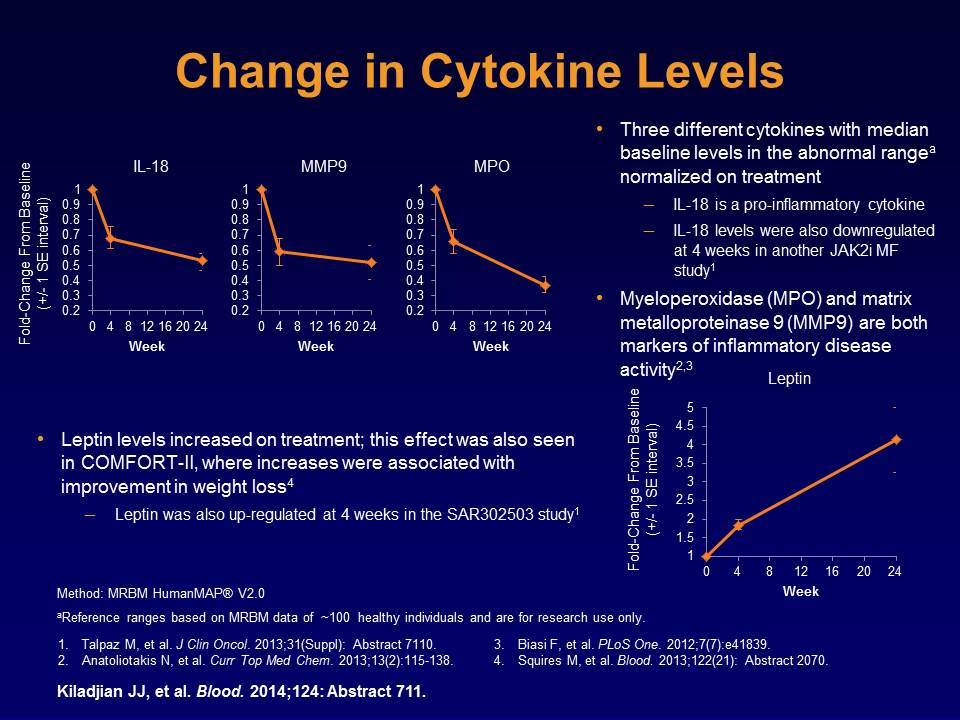 Change in Cytokine Levels
• Three different cytokines with median
baseline levels in the abnormal rangeᵃ
normalized on treatment
– IL-18 is a pro-inflammatory cytokine
– IL-18 levels were also downregulated
at 4 weeks in another JAK2i MF
study¹
• Myeloperoxidase (MPO) and matrix
metalloproteinase 9 (MMP9) are both
markers of inflammatory disease
activity²,³
Fold-Change From Baseline
(+/- 1 SE interval)
IL-18
1
0.9
0.8
0.7
0.6
0.5
0.4
0.3
0.2
0 4 8 12 16 20 24
Week
MMP9
1
0.9
0.8
0.7
0.6
0.5
0.4
0.3
0.2
0 4 8 12 16 20 24
Week
MPO
1
0.9
0.8
0.7
0.6
0.5
0.4
0.3
0.2
0 4 8 12 16 20 24
Week
• Leptin levels increased on treatment; this effect was also seen
in COMFORT-II, where increases were associated with
improvement in weight loss⁴
– Leptin was also up-regulated at 4 weeks in the SAR302503 study¹
Leptin
Fold-Change From Baseline
(+/- 1 SE interval)
5
4.5
4
3.5
3
2.5
2
1.5
1
0 4 8 12 16 20 24
Week
Method: MRBM HumanMAP® V2.0
ᵃReference ranges based on MRBM data of ~100 healthy individuals and are for research use only.
1. Talpaz M, et al. J Clin Oncol. 2013;31(Suppl): Abstract 7110.
2. Anatoliotakis N, et al. Curr Top Med Chem. 2013;13(2):115-138.
3. Biasi F, et al. PLoS One. 2012;7(7):e41839.
4. Squires M, et al. Blood. 2013;122(21): Abstract 2070.
Kiladjian JJ, et al. Blood. 2014;124: Abstract 711.